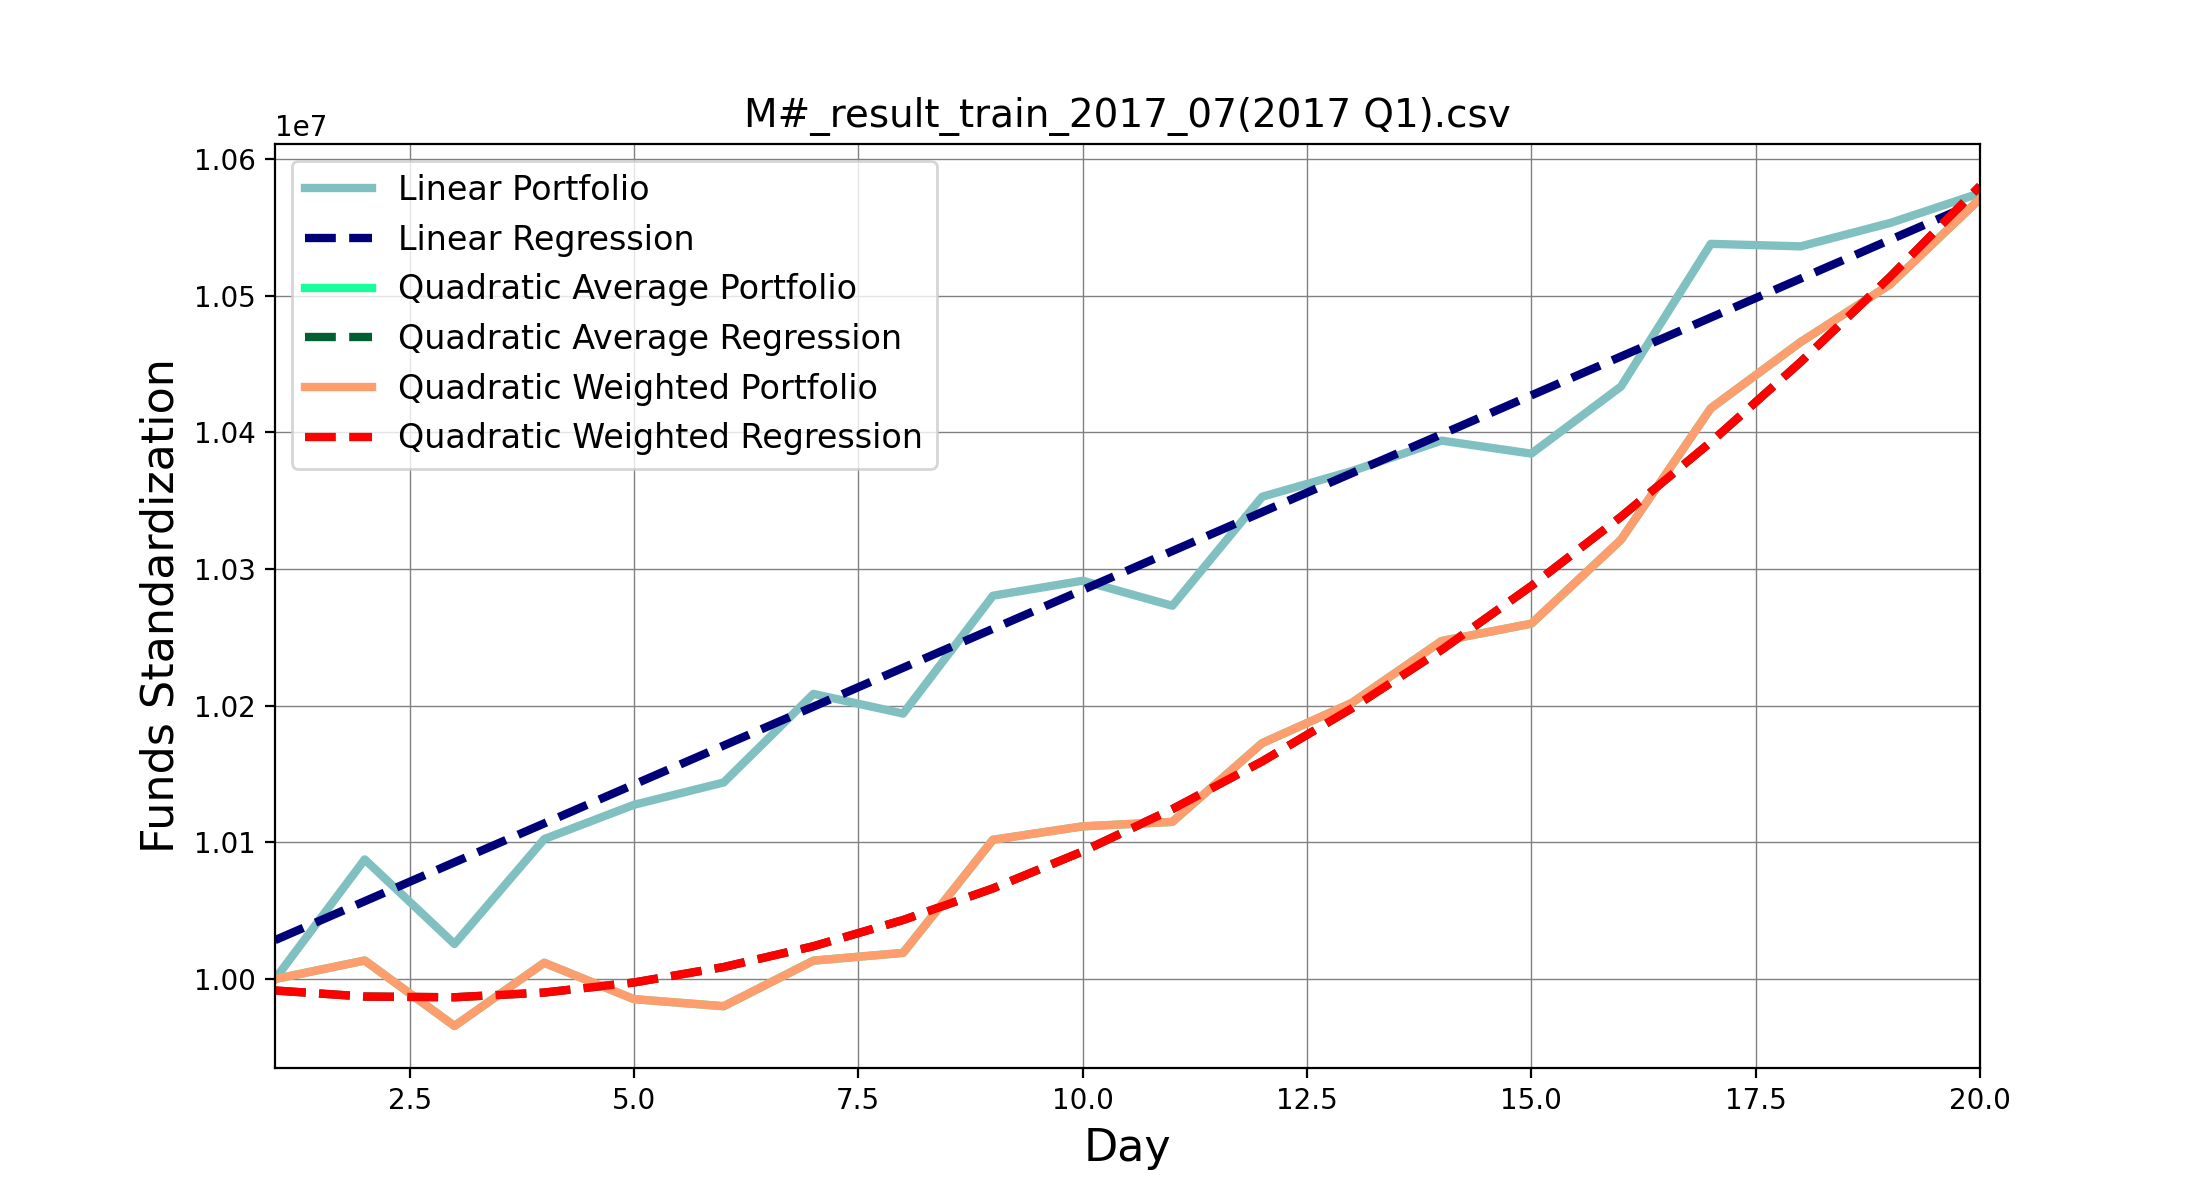 M#_result_train_2017_07(2017 Q1).csv
1e7
1.06
1.05
1.04
1.03
1.02
1.01
1.00
Funds Standardization
Linear Portfolio
Linear Regression
Quadratic Average Portfolio
Quadratic Average Regression
Quadratic Weighted Portfolio
Quadratic Weighted Regression
2.5 5.0 7.5 10.0 12.5 15.0 17.5 20.0
Day